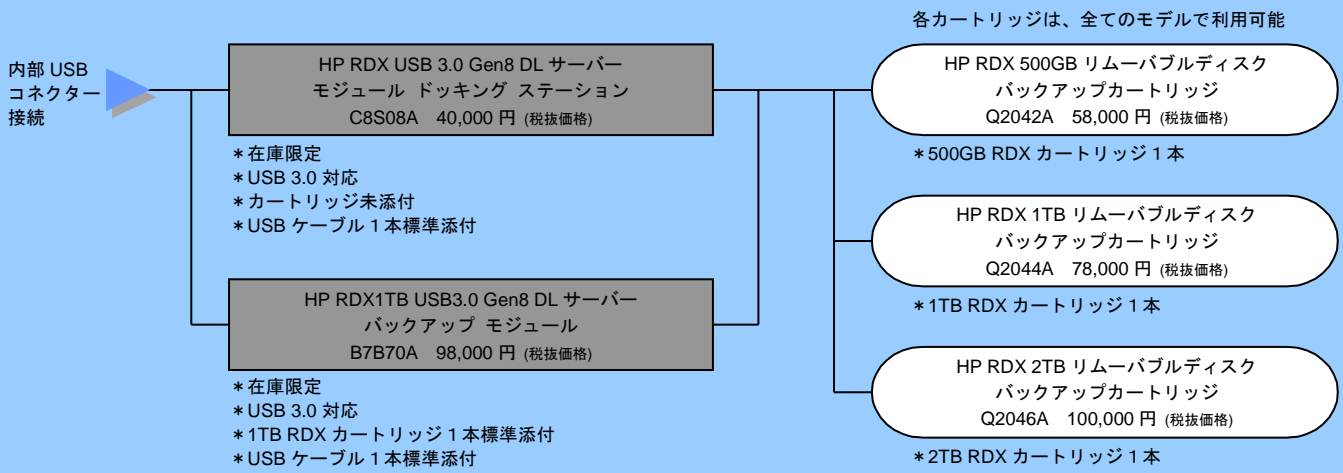 各カートリッジは、全てのモデルで利用可能
内部 USB
コネクター
接続
HP RDX USB 3.0 Gen8 DL サーバー
モジュール ドッキング ステーション
C8S08A 40,000 円 (税抜価格)
＊在庫限定
＊USB 3.0 対応
＊カートリッジ未添付
＊USB ケーブル 1 本標準添付
HP RDX1TB USB3.0 Gen8 DL サーバー
バックアップ モジュール
B7B70A 98,000 円 (税抜価格)
＊在庫限定
＊USB 3.0 対応
＊1TB RDX カートリッジ 1 本標準添付
＊USB ケーブル 1 本標準添付
HP RDX 500GB リムーバブルディスク
バックアップカートリッジ
Q2042A 58,000 円 (税抜価格)
＊500GB RDX カートリッジ 1 本
HP RDX 1TB リムーバブルディスク
バックアップカートリッジ
Q2044A 78,000 円 (税抜価格)
＊1TB RDX カートリッジ 1 本
HP RDX 2TB リムーバブルディスク
バックアップカートリッジ
Q2046A 100,000 円 (税抜価格)
＊2TB RDX カートリッジ 1 本